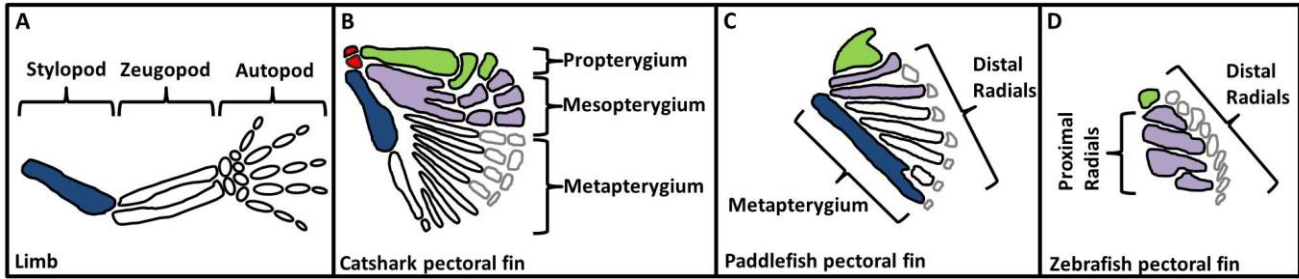 A
Stylopod Zeugopod Autopod
Limb
B
Propterygium
Mesopterygium
Metapterygium
Catshark pectoral fin
C
Distal
Radials
Metapterygium
Paddlefish pectoral fin
D
Distal
Radials
Proximal
Radials
Zebrafish pectoral fin